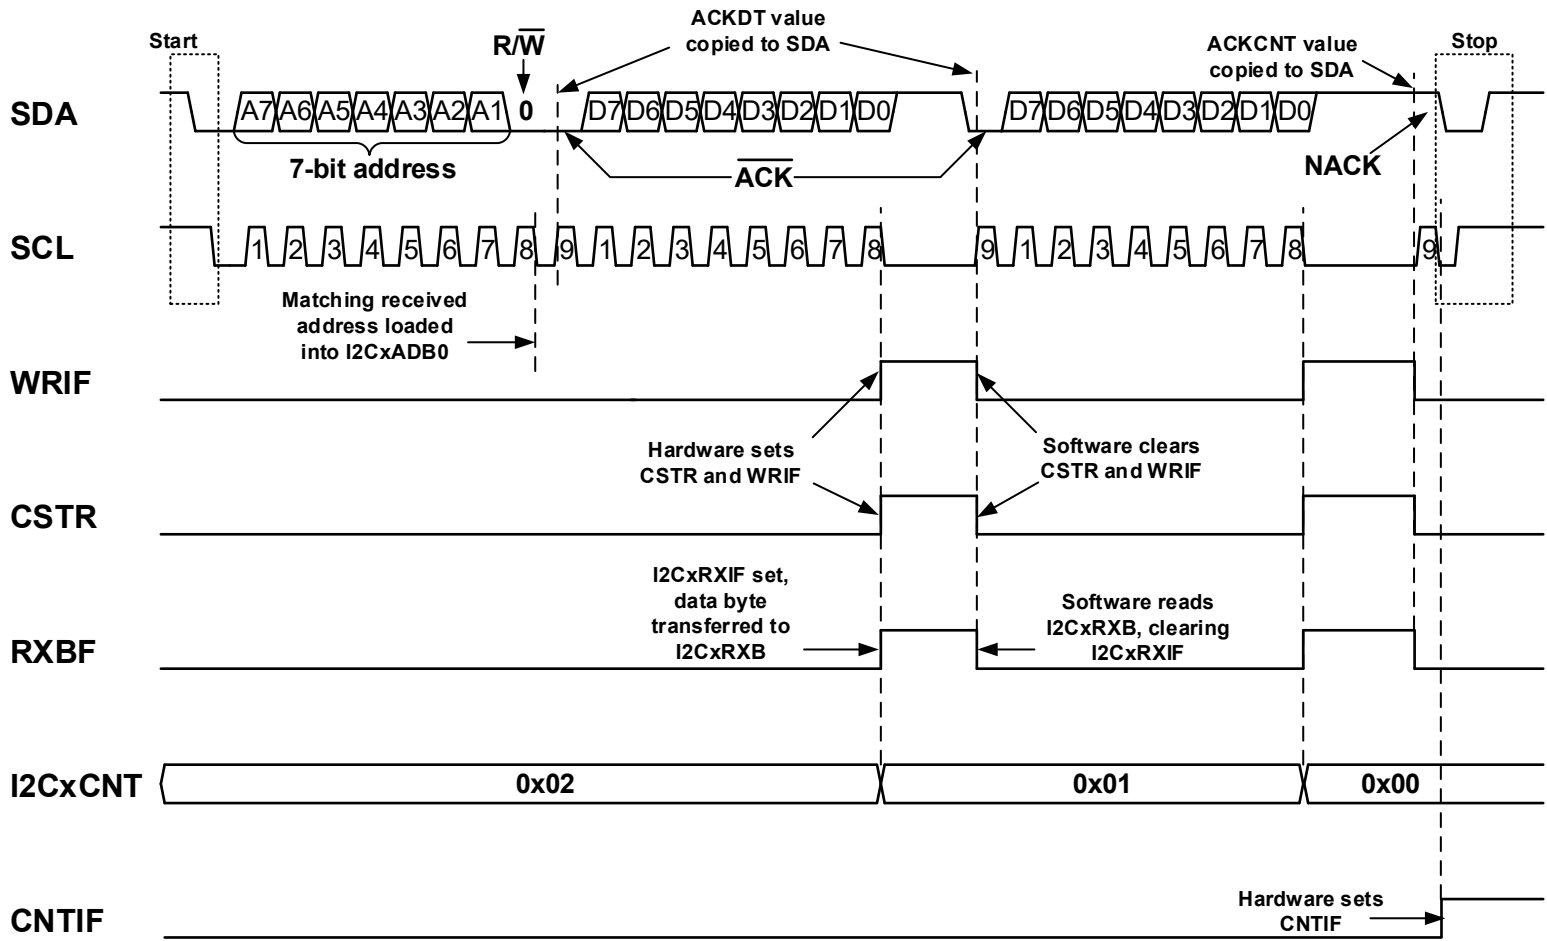 ACKDT value
copied to SDA
Start
R/W
ACKCNT value
copied to SDA
Stop
SDA
A7 A6 A5 A4 A3 A2 A1 0 D7 D6 D5 D4 D3 D2 D1 D0 D7 D6 D5 D4 D3 D2 D1 D0
7-bit address
ACK
NACK
SCL
1 2 3 4 5 6 7 8 9 1 2 3 4 5 6 7 8 9 1 2 3 4 5 6 7 8 9
Matching received
address loaded
into I2CxADB0
WRIF
Hardware sets
CSTR and WRIF
Software clears
CSTR and WRIF
CSTR
I2CxRXIF set,
data byte
transferred to
I2CxRXB
Software reads
I2CxRXB, clearing
I2CxRXIF
RXBF
I2CxCNT
0x02 0x01 0x00
Hardware sets
CNTIF
CNTIF